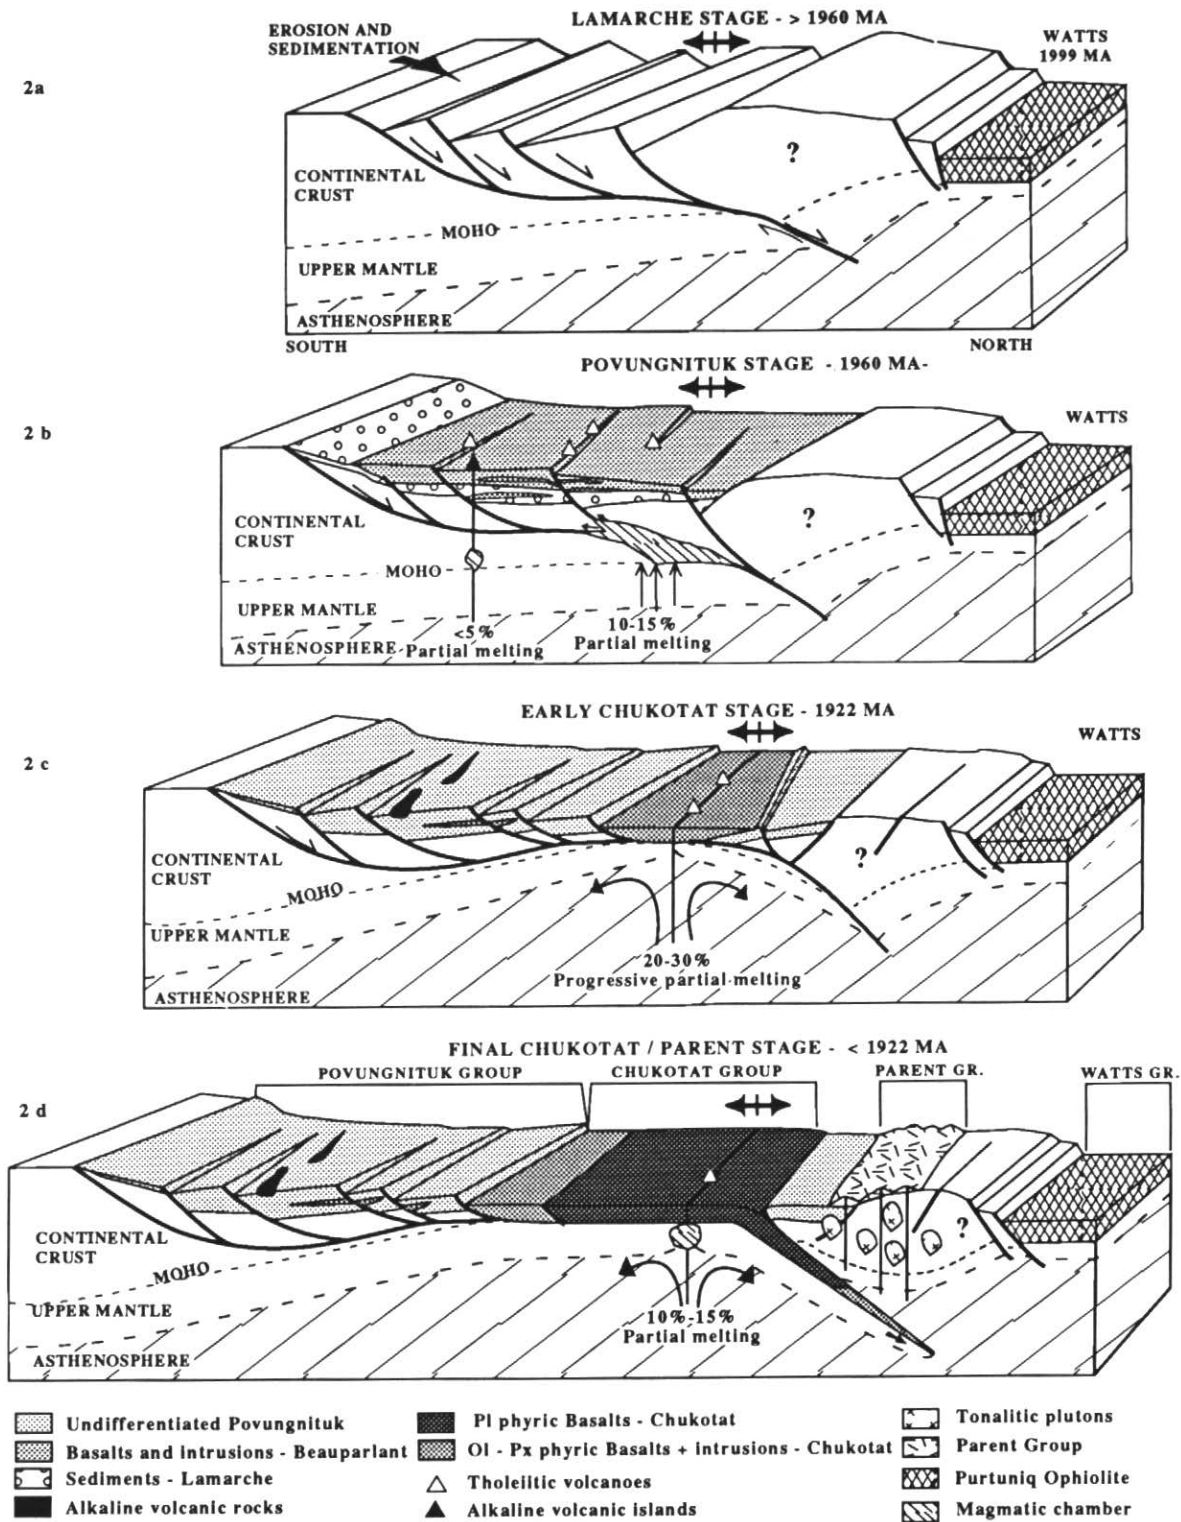 LAMARCHE STAGE - > 1960 MA
EROSION AND
SEDIMENTATION
WATTS
1999 MA
2a
?
CONTINENTAL
CRUST
MOHO
UPPER MANTLE
ASTHENOSPHERE
SOUTH
NORTH
POVUNGNITUK STAGE - 1960 MA-
2 b
WATTS
CONTINENTAL
CRUST
?
MOHO
UPPER MANTLE
<5%
10-15%
ASTHENOSPHERE
Partial melting
Partial melting
EARLY CHUKOTAT STAGE - 1922 MA
WATTS
2 c
CONTINENTAL
CRUST
?
MOHO
UPPER MANTLE
20-30%
Progressive partial melting
ASTHENOSPHERE
FINAL CHUKOTAT / PARENT STAGE - < 1922 MA
POVUNGNITUK GROUP
CHUKOTAT GROUP
PARENT GR.
WATTS GR.
2 d
?
CONTINENTAL
CRUST
MOHO
UPPER MANTLE
10%-15%
Partial melting
ASTHENOSPHERE
Undifferentiated Povungnituk
Basalts and intrusions - Beauparlant
Sediments - Lamarche
Alkaline volcanic rocks
Pl phyric Basalts - Chukotat
Ol - Px phyric Basalts + intrusions - Chukotat
Tholeiitic volcanoes
Alkaline volcanic islands
Tonalitic plutons
Parent Group
Purtuniq Ophiolite
Magmatic chamber